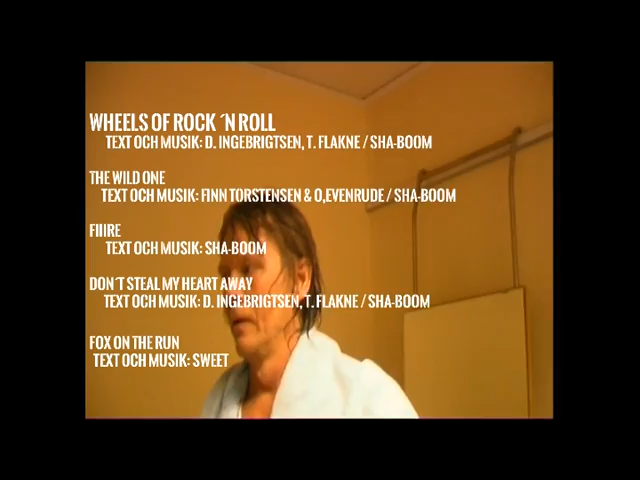 WHEELS OF ROCK ´N ROLL
TEXT OCH MUSIK: D. INGEBRIGTSEN, T. FLAKNE / SHA-BOOM
THE WILD ONE
TEXT OCH MUSIK: FINN TORSTENSEN & O,EVENRUDE / SHA-BOOM
FIIIRE
TEXT OCH MUSIK: SHA-BOOM
DON´T STEAL MY HEART AWAY
TEXT OCH MUSIK: D. INGEBRIGTSEN, T. FLAKNE / SHA-BOOM
FOX ON THE RUN
TEXT OCH MUSIK: SWEET